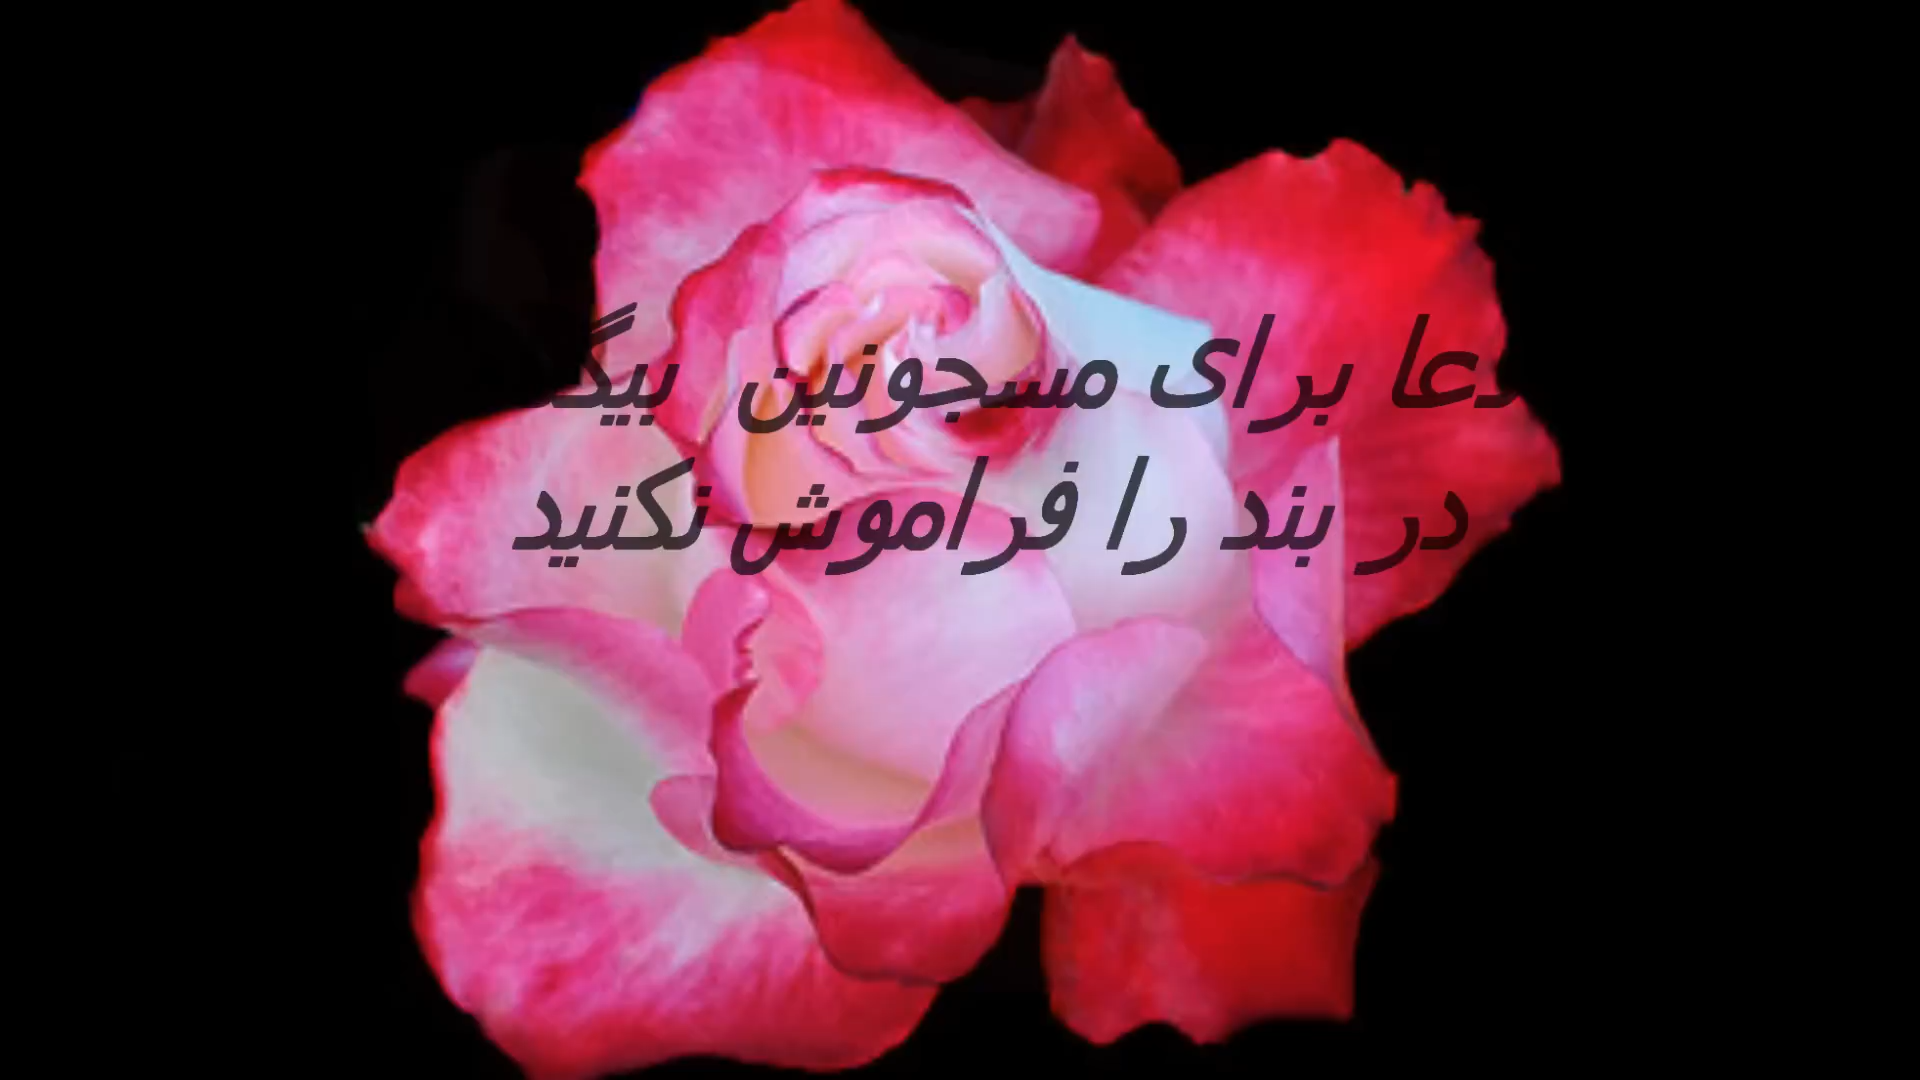 دعا برای مسجونین
در بند را فراموش نکنید